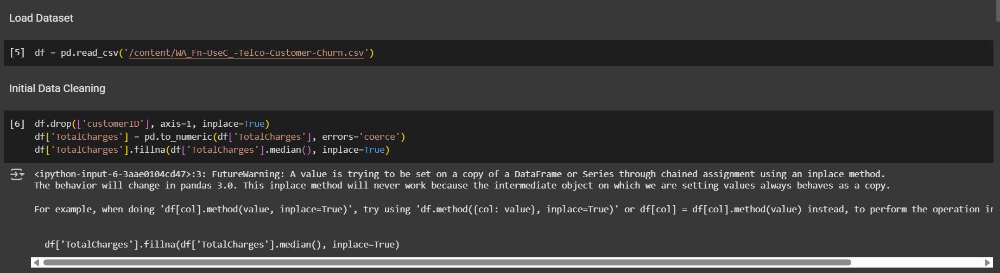 Load Dataset
[5] df = pd.read_csv('/content/WA_Fn-UseC_-Telco-Customer-Churn.csv')
Initial Data Cleaning
[6] df.drop(['customerID'], axis=1, inplace=True)
df['TotalCharges'] = pd.to_numeric(df['TotalCharges'], errors='coerce')
df['TotalCharges'].fillna(df['TotalCharges'].median(), inplace=True)
<ipython-input-6-3aae0104cd47>:3: FutureWarning: A value is trying to be set on a copy of a DataFrame or Series through chained assignment using an inplace method.
The behavior will change in pandas 3.0. This inplace method will never work because the intermediate object on which we are setting values always behaves as a copy.
For example, when doing 'df[col].method(value, inplace=True)', try using 'df.method({col: value}, inplace=True)' or df[col] = df[col].method(value) instead, to perform the operation in
df['TotalCharges'].fillna(df['TotalCharges'].median(), inplace=True)